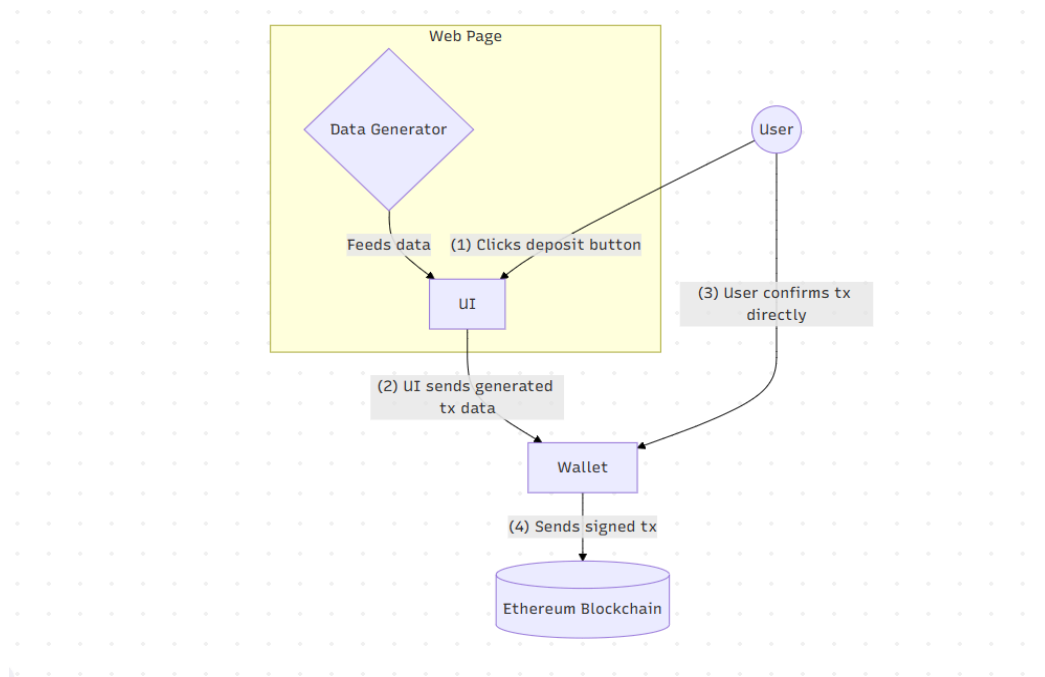 Web Page
Data Generator
User
Feeds data
(1) Clicks deposit button
UI
(3) User confirms tx
directly
(2) UI sends generated
tx data
Wallet
(4) Sends signed tx
Ethereum Blockchain